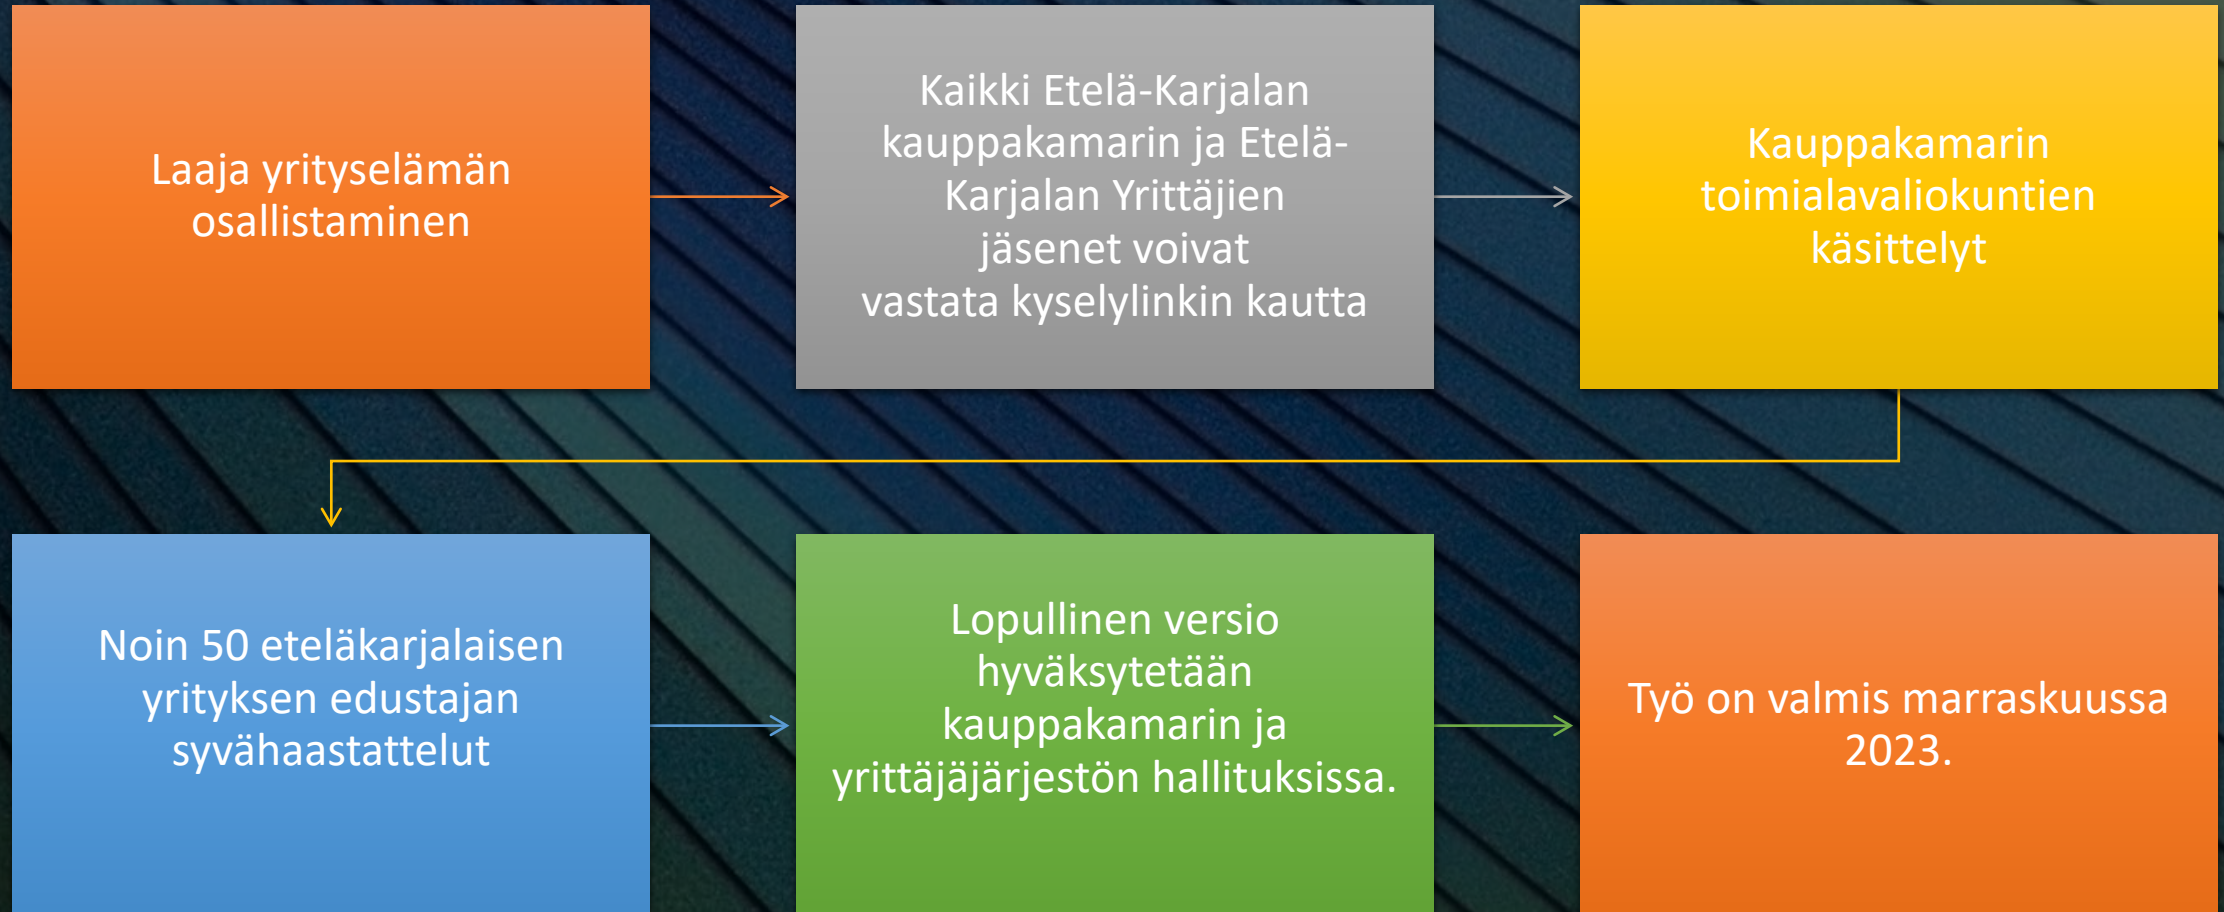 Laaja yrityselämän
osallistaminen
Kaikki Etelä-Karjalan
kauppakamarin ja Etelä-
Karjalan Yrittäjien
jäsenet voivat
vastata kyselylinkin kautta
Kauppakamarin
toimialavaliokuntien
käsittelyt
Noin 50 eteläkarjalaisen
yrityksen edustajan
syvähaastattelut
Lopullinen versio
hyväksytetään
kauppakamarin ja
yrittäjäjärjestön hallituksissa.
Työ on valmis marraskuussa
2023.